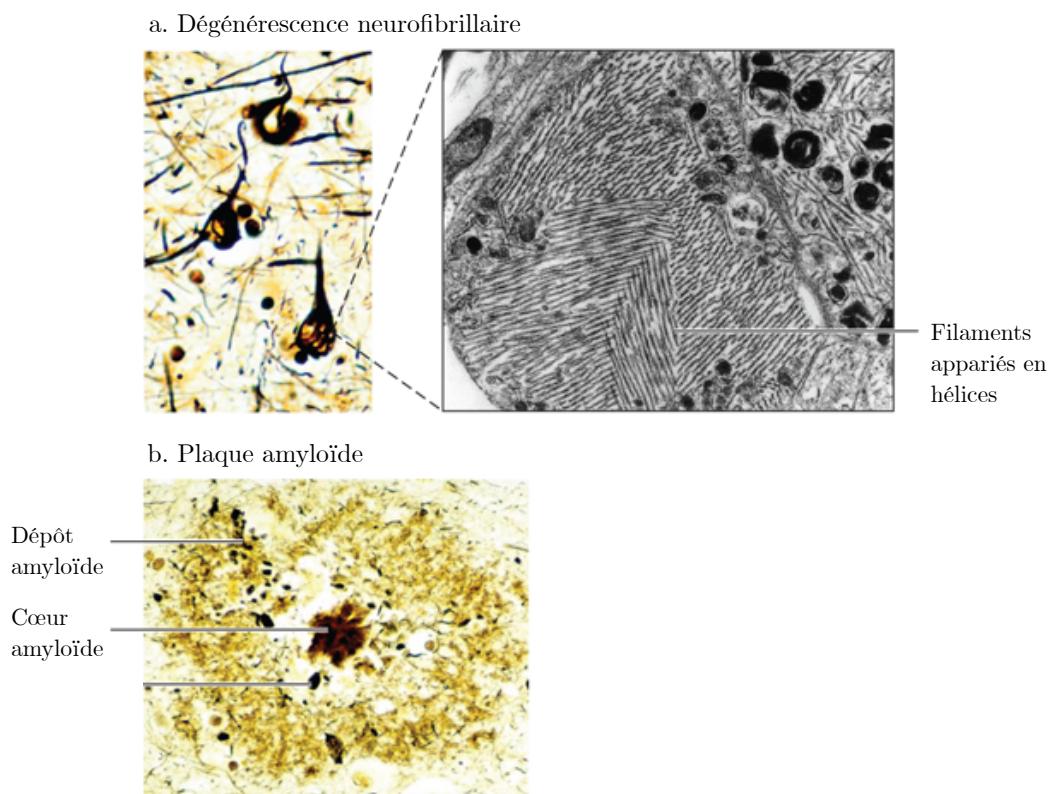 a. Dégénérescence neurofibrillaire
Filaments
appariés en
hélices
b. Plaque amyloïde
Dépôt
amyloïde
Cœur
amyloïde